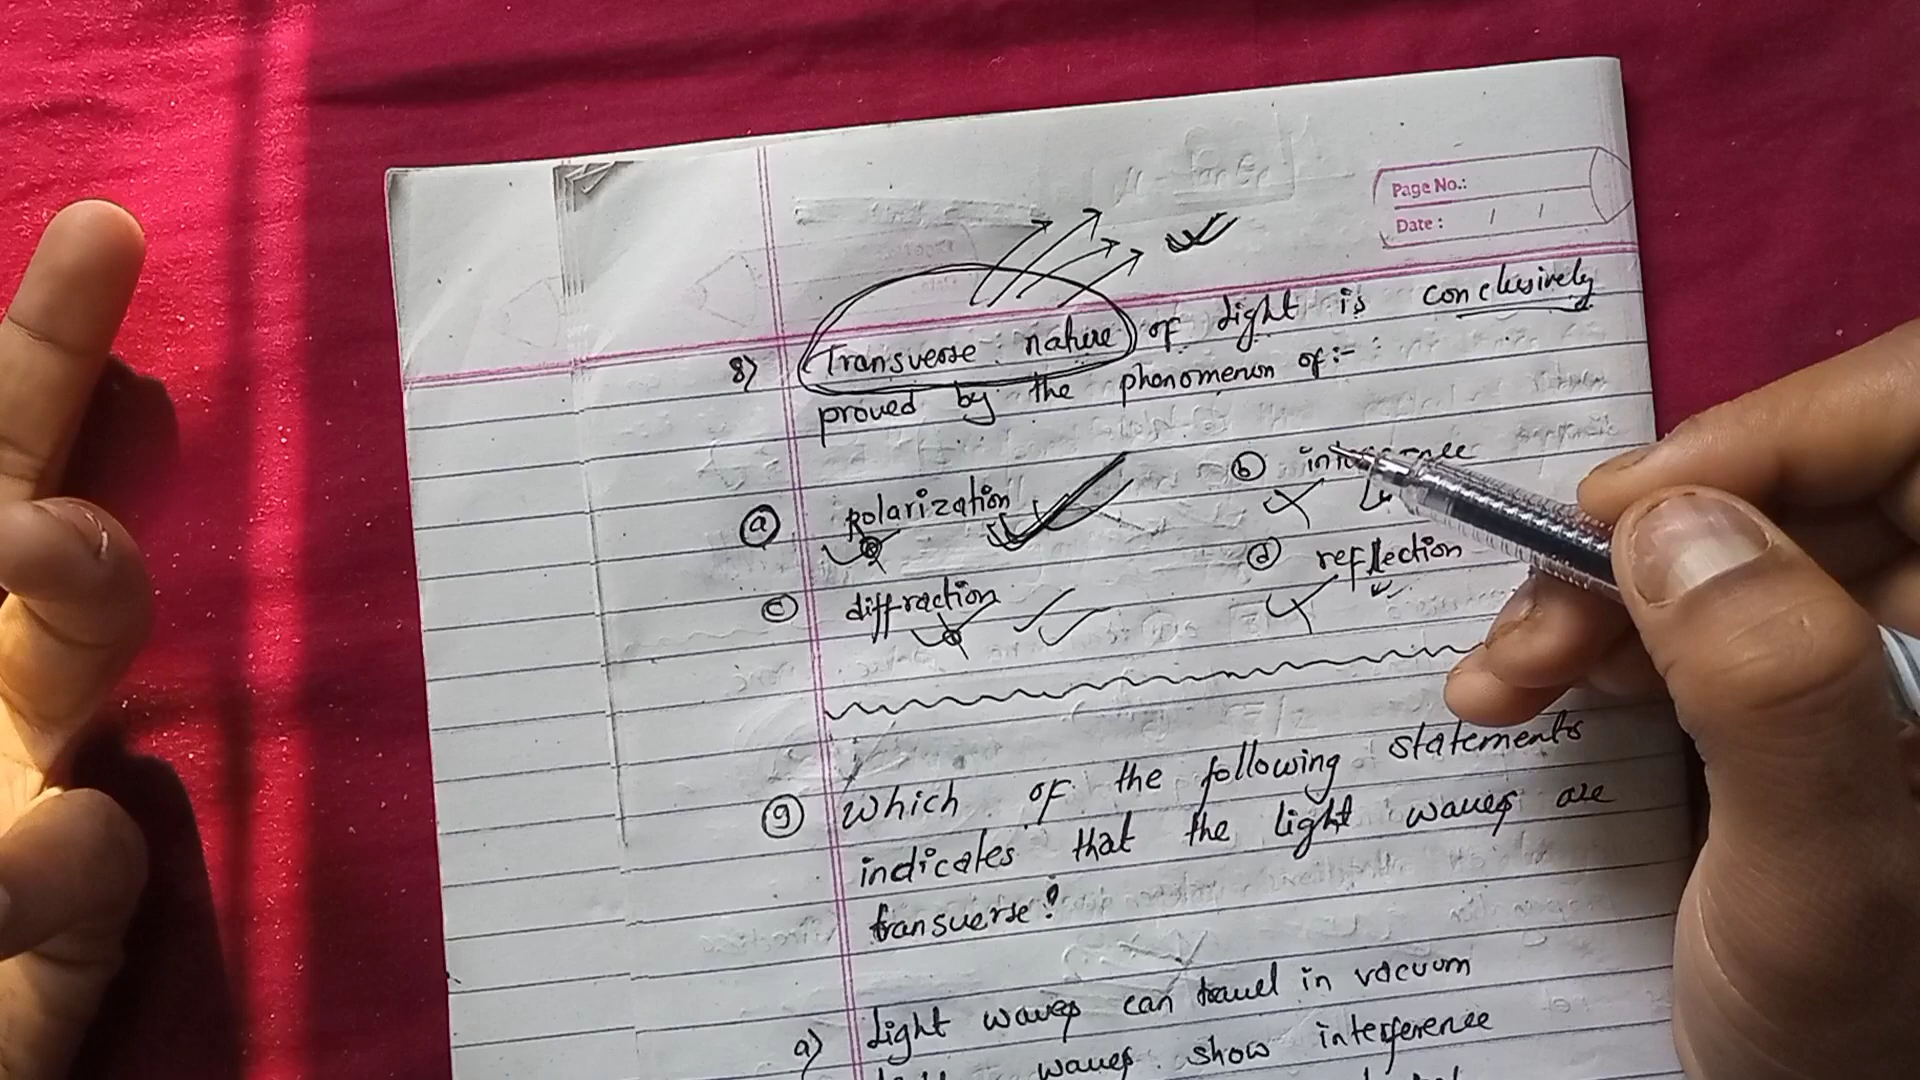 Page No.:
Date :
8) Transverse nature of light is conclusively
proved by the phonomenon of :-
(a) polarization (b) interference
(c) diffraction (d) reflection
(9) Which of the following statements
indicates that the light waves are
transverse?
a) Light waves can travel in vacuum
waves show interference